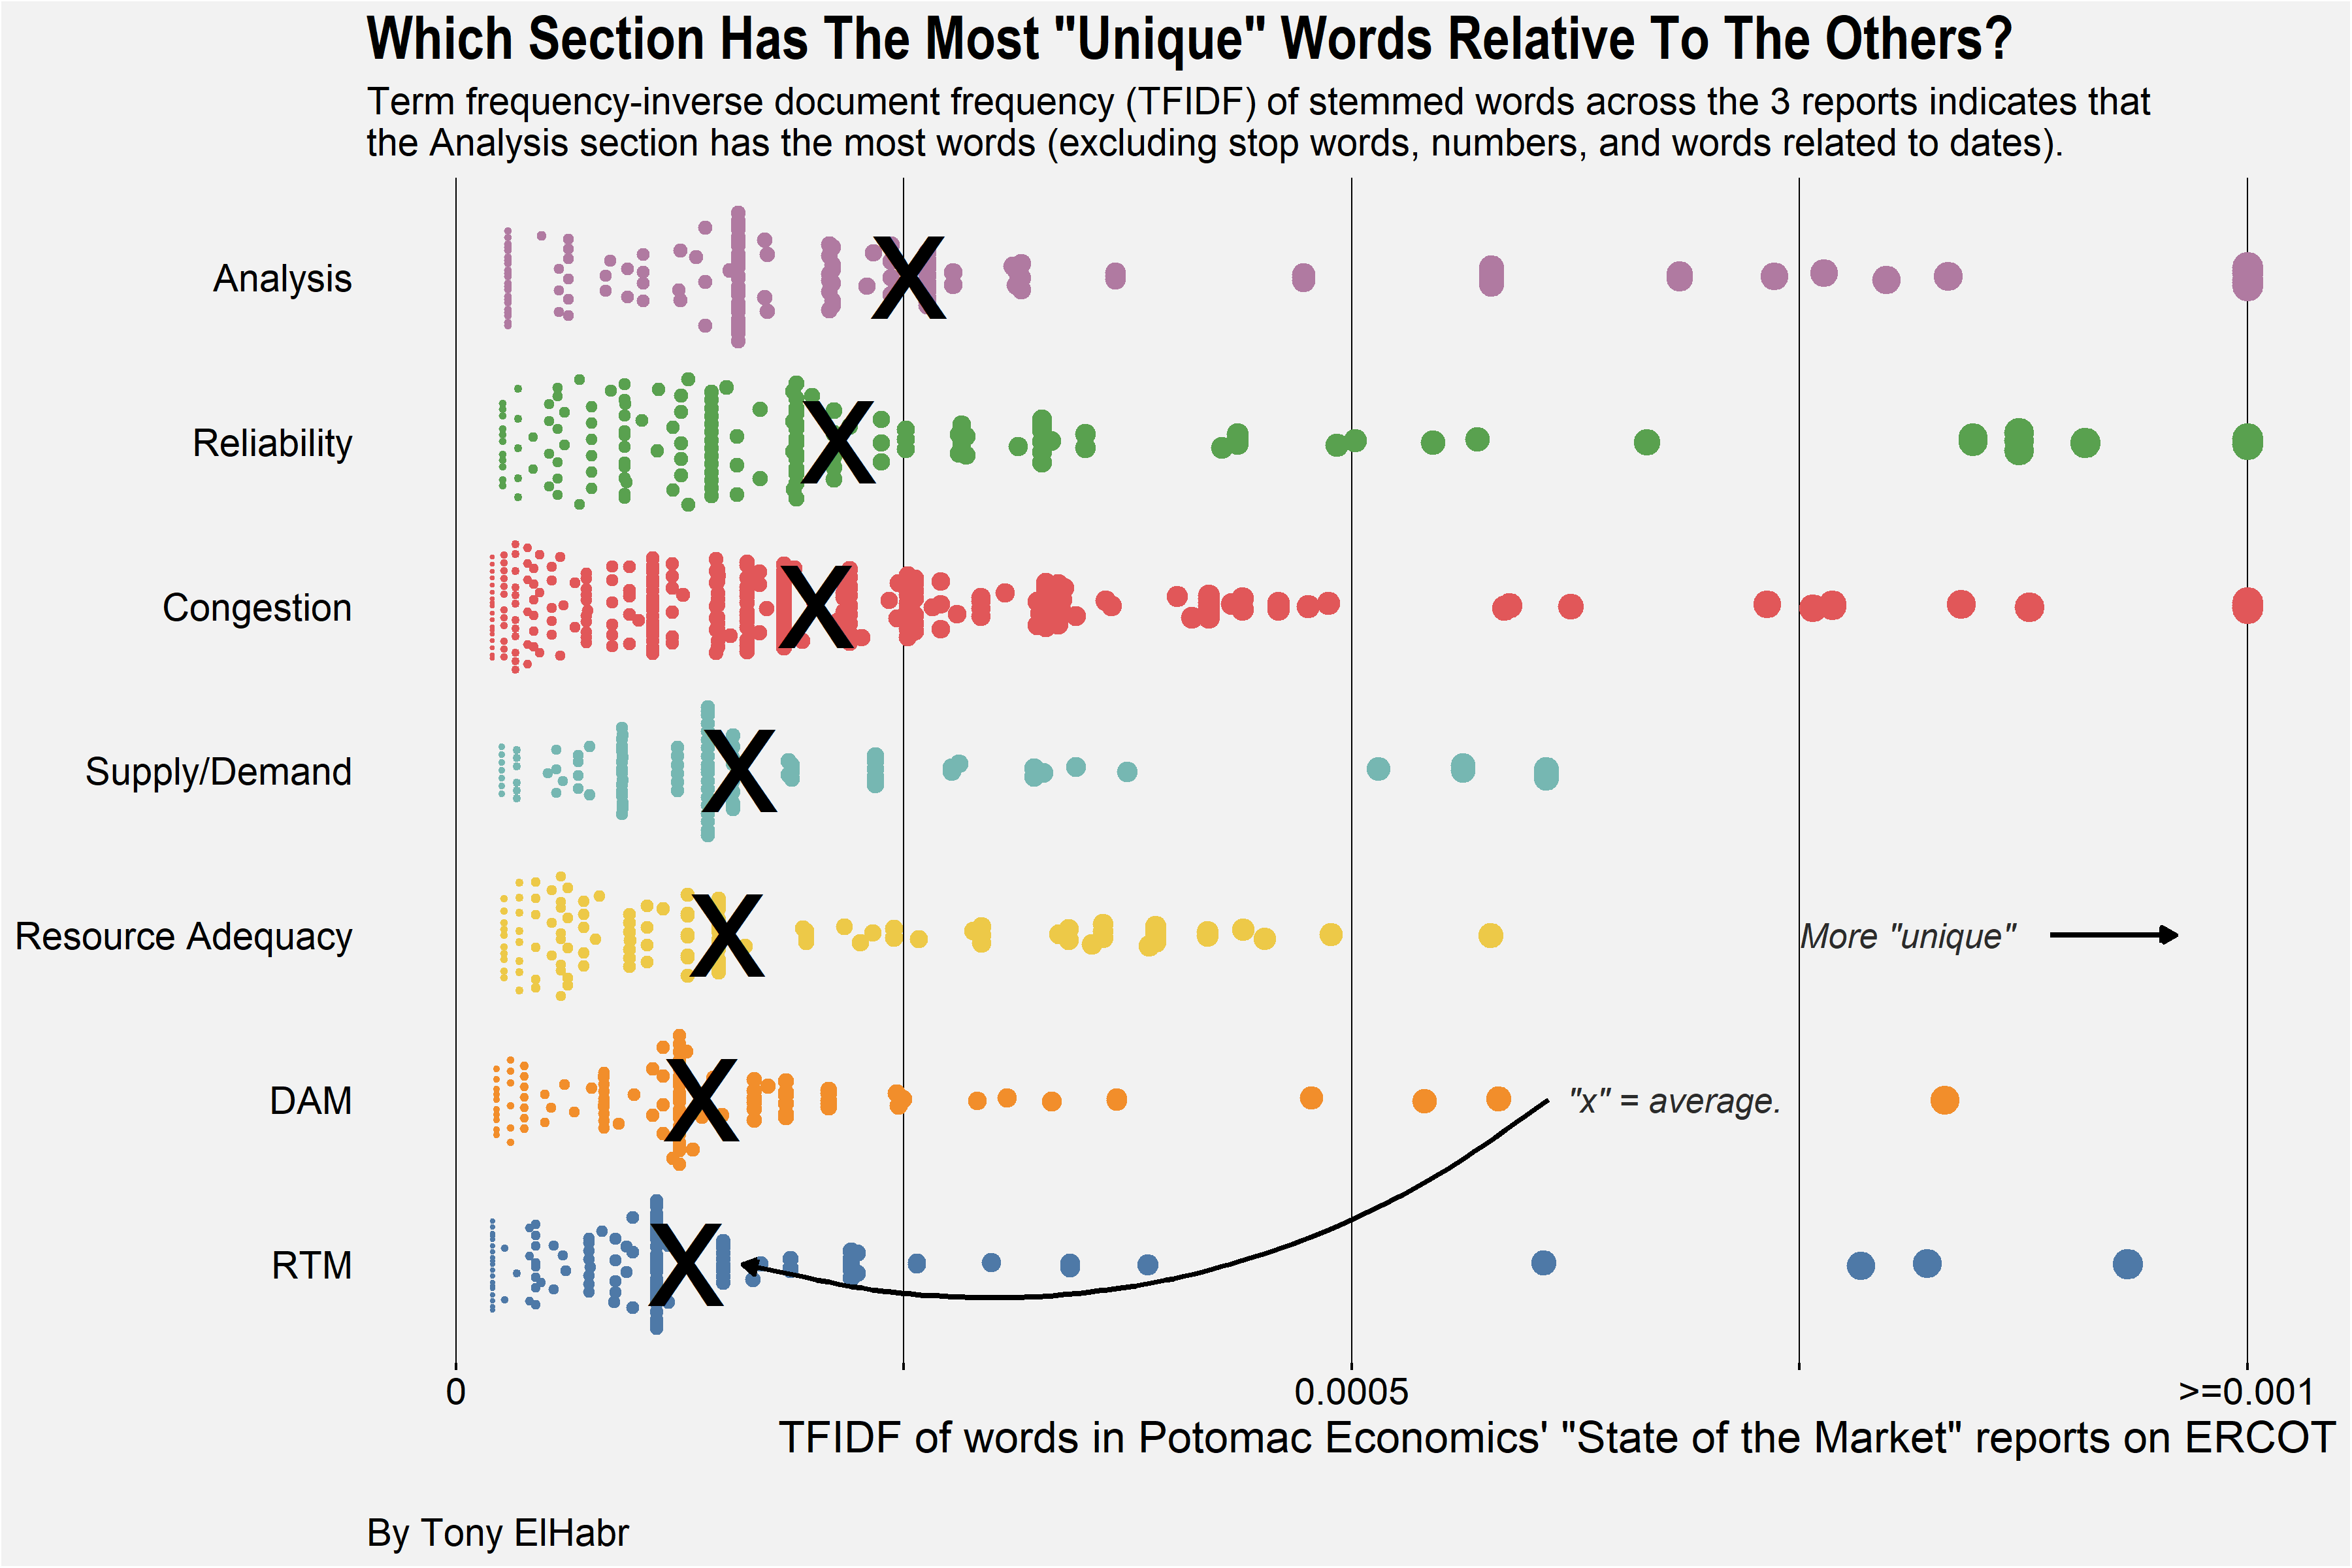 Which Section Has The Most "Unique" Words Relative To The Others?
Term frequency-inverse document frequency (TFIDF) of stemmed words across the 3 reports indicates that
the Analysis section has the most words (excluding stop words, numbers, and words related to dates).
Analysis
Reliability
Congestion
Supply/Demand
Resource Adequacy
More "unique"
DAM
"x" = average.
RTM
0
0.0005
>=0.001
TFIDF of words in Potomac Economics' "State of the Market" reports on ERCOT
By Tony ElHabr